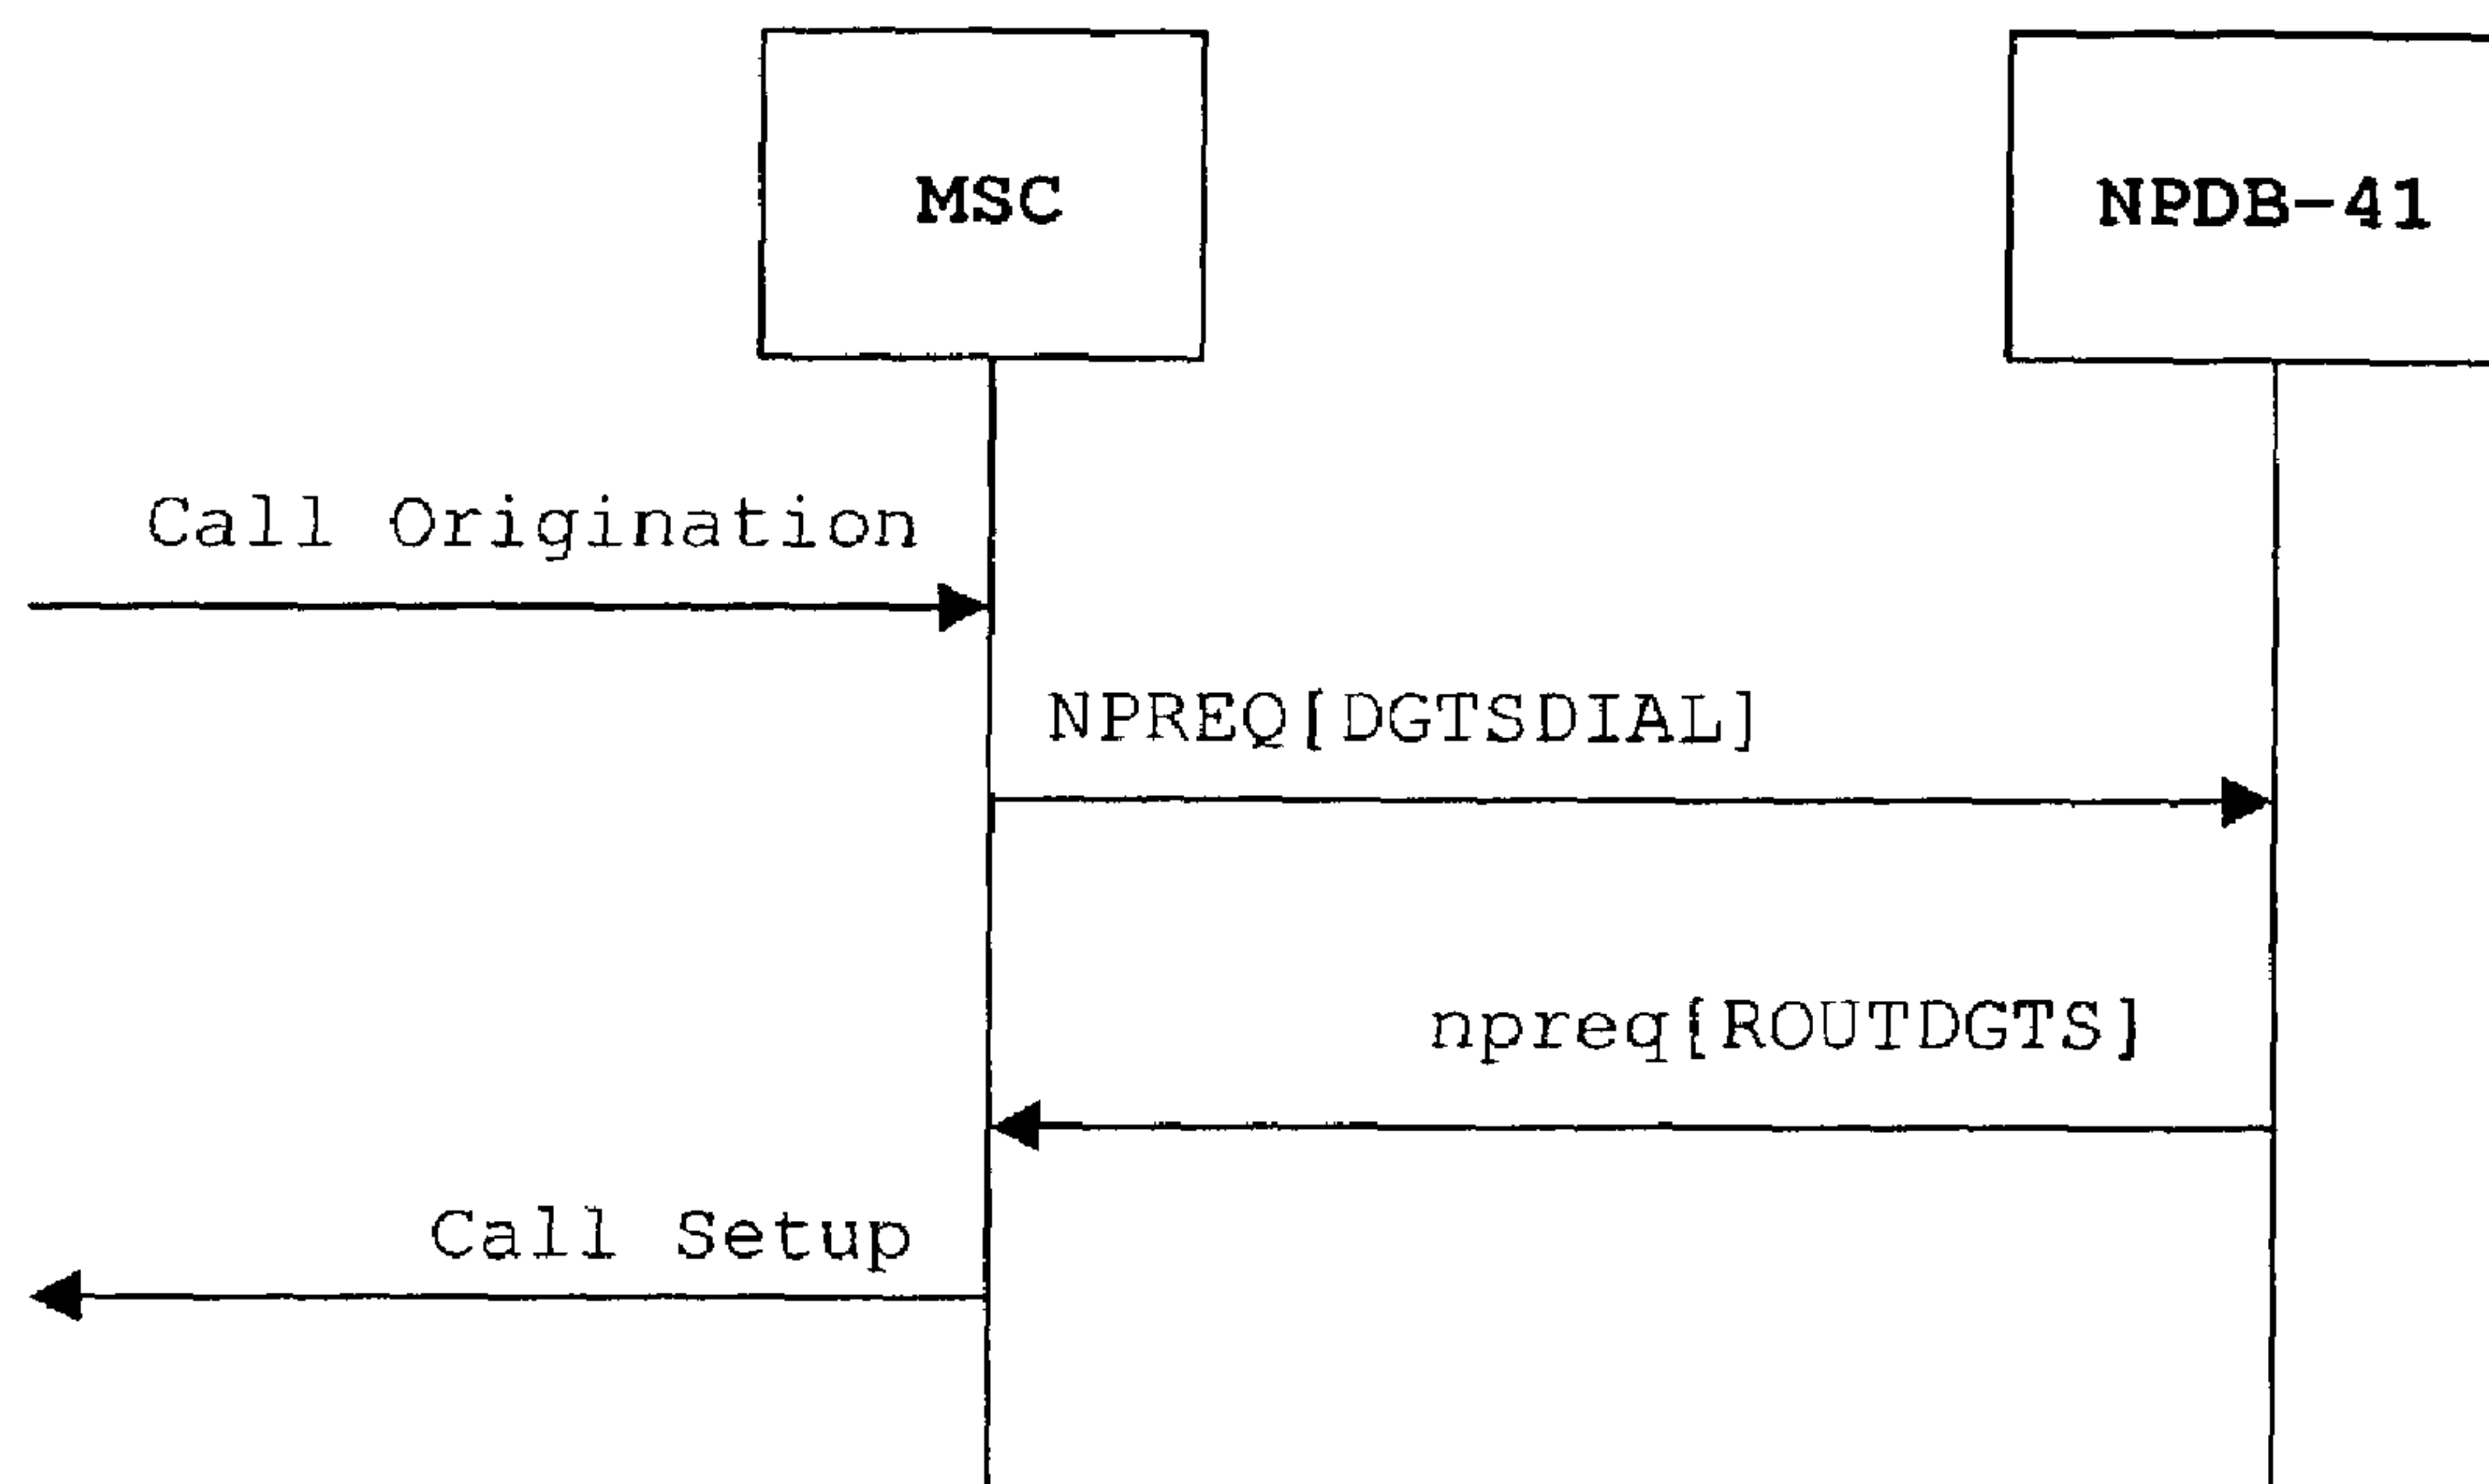 MSC
NPDB-41
Call Origination
NPREQ[DGTSDIAL]
npreq[ROUTDGTS]
Call Setup